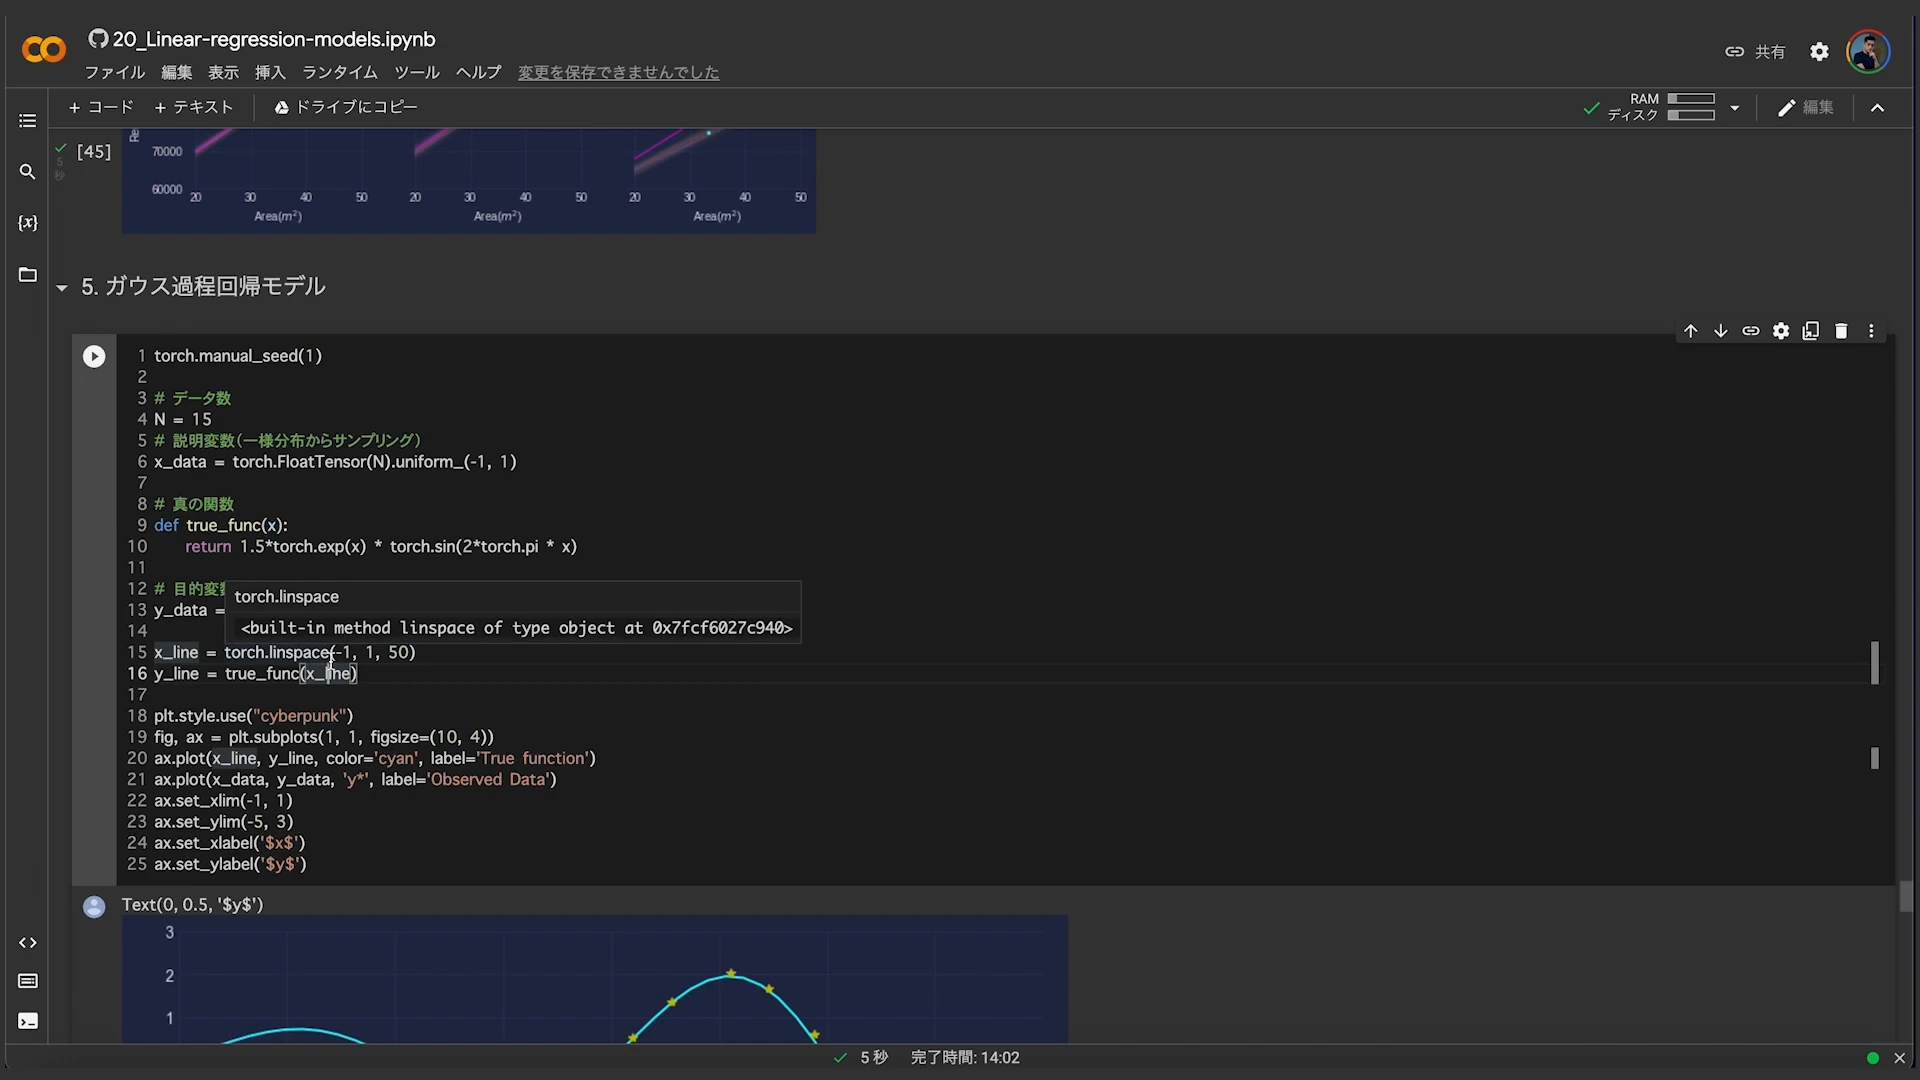 20_Linear-regression-models.ipynb
共有
ファイル 編集 表示 挿入 ランタイム ツール ヘルプ 変更を保存できませんでした
+ コード + テキスト ドライブにコピー
RAM
ディスク
編集
[45]
5
秒
70000
60000
20 30 40 50 20 30 40 50 20 30 40 50
Area(m²) Area(m²) Area(m²)
{x}
5. ガウス過程回帰モデル
1 torch.manual_seed(1)
2
3 # データ数
4 N = 15
5 # 説明変数(一様分布からサンプリング)
6 x_data = torch.FloatTensor(N).uniform_(-1, 1)
7
8 # 真の関数
9 def true_func(x):
10 return 1.5*torch.exp(x) * torch.sin(2*torch.pi * x)
11
12 # 目的変数
torch.linspace
13 y_data =
<built-in method linspace of type object at 0x7fcf6027c940>
14
15 x_line = torch.linspace(-1, 1, 50)
16 y_line = true_func(x_line)
17
18 plt.style.use("cyberpunk")
19 fig, ax = plt.subplots(1, 1, figsize=(10, 4))
20 ax.plot(x_line, y_line, color='cyan', label='True function')
21 ax.plot(x_data, y_data, 'y*', label='Observed Data')
22 ax.set_xlim(-1, 1)
23 ax.set_ylim(-5, 3)
24 ax.set_xlabel('$x$')
25 ax.set_ylabel('$y$')
Text(0, 0.5, '$y$')
3
2
1
5 秒 完了時間: 14:02